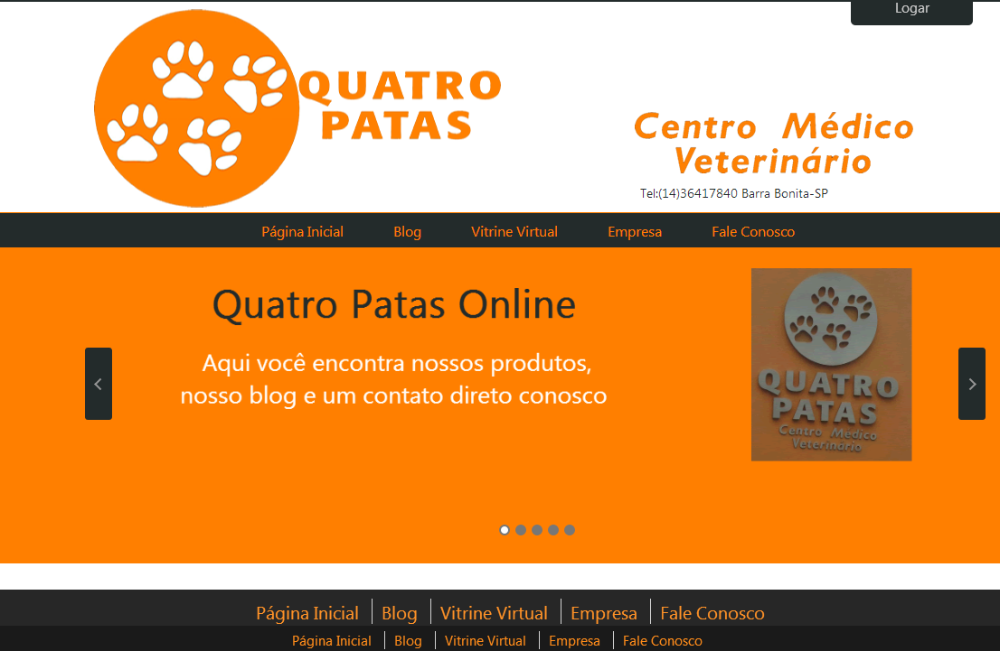 Logar
QUATRO
PATAS
Centro Médico
Veterinário
Tel:(14)36417840 Barra Bonita-SP
Página Inicial Blog Vitrine Virtual Empresa Fale Conosco
Quatro Patas Online
Aqui você encontra nossos produtos,
nosso blog e um contato direto conosco
QUATRO
PATAS
Centro Médico
Veterinário
Página Inicial Blog Vitrine Virtual Empresa Fale Conosco
Página Inicial Blog Vitrine Virtual Empresa Fale Conosco